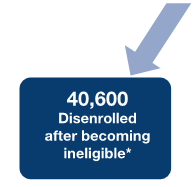 40,600
Disenrolled
after becoming
ineligible*